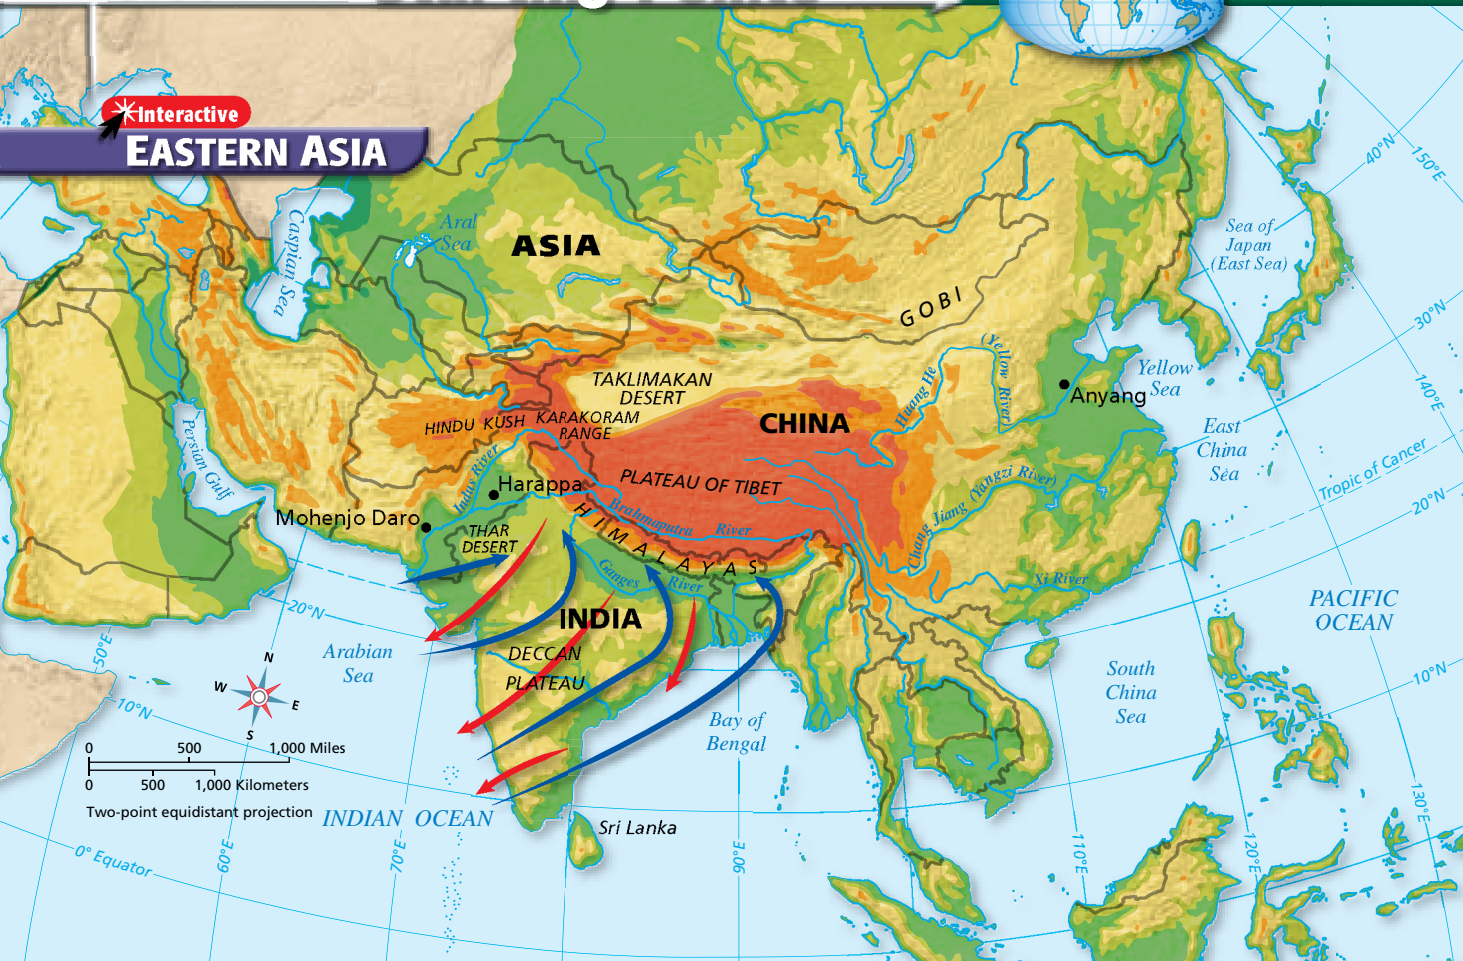 Interactive
EASTERN ASIA
Caspian Sea
Aral
Sea
ASIA
GOBI
Sea of
Japan
(East Sea)
40°N
150°E
30°N
140°E
TAKLIMAKAN
DESERT
CHINA
Huang He
(Yellow River)
Anyang
Yellow
Sea
East
China
Sea
Tropic of Cancer
20°N
HINDU KUSH
KARAKORAM
RANGE
PLATEAU OF TIBET
Persian Gulf
Indus River
Harappa
Mohenjo Daro
THAR
DESERT
HIMALAYAS
Brahmaputra River
Chang Jiang (Yangzi River)
Xi River
Ganges River
INDIA
DECCAN
PLATEAU
20°N
50°E
Arabian
Sea
PACIFIC
OCEAN
10°N
South
China
Sea
Bay of
Bengal
N
W
E
S
10°N
0 500 1,000 Miles
0 500 1,000 Kilometers
Two-point equidistant projection
INDIAN OCEAN
Sri Lanka
0° Equator
60°E
70°E
90°E
110°E
120°E
130°E